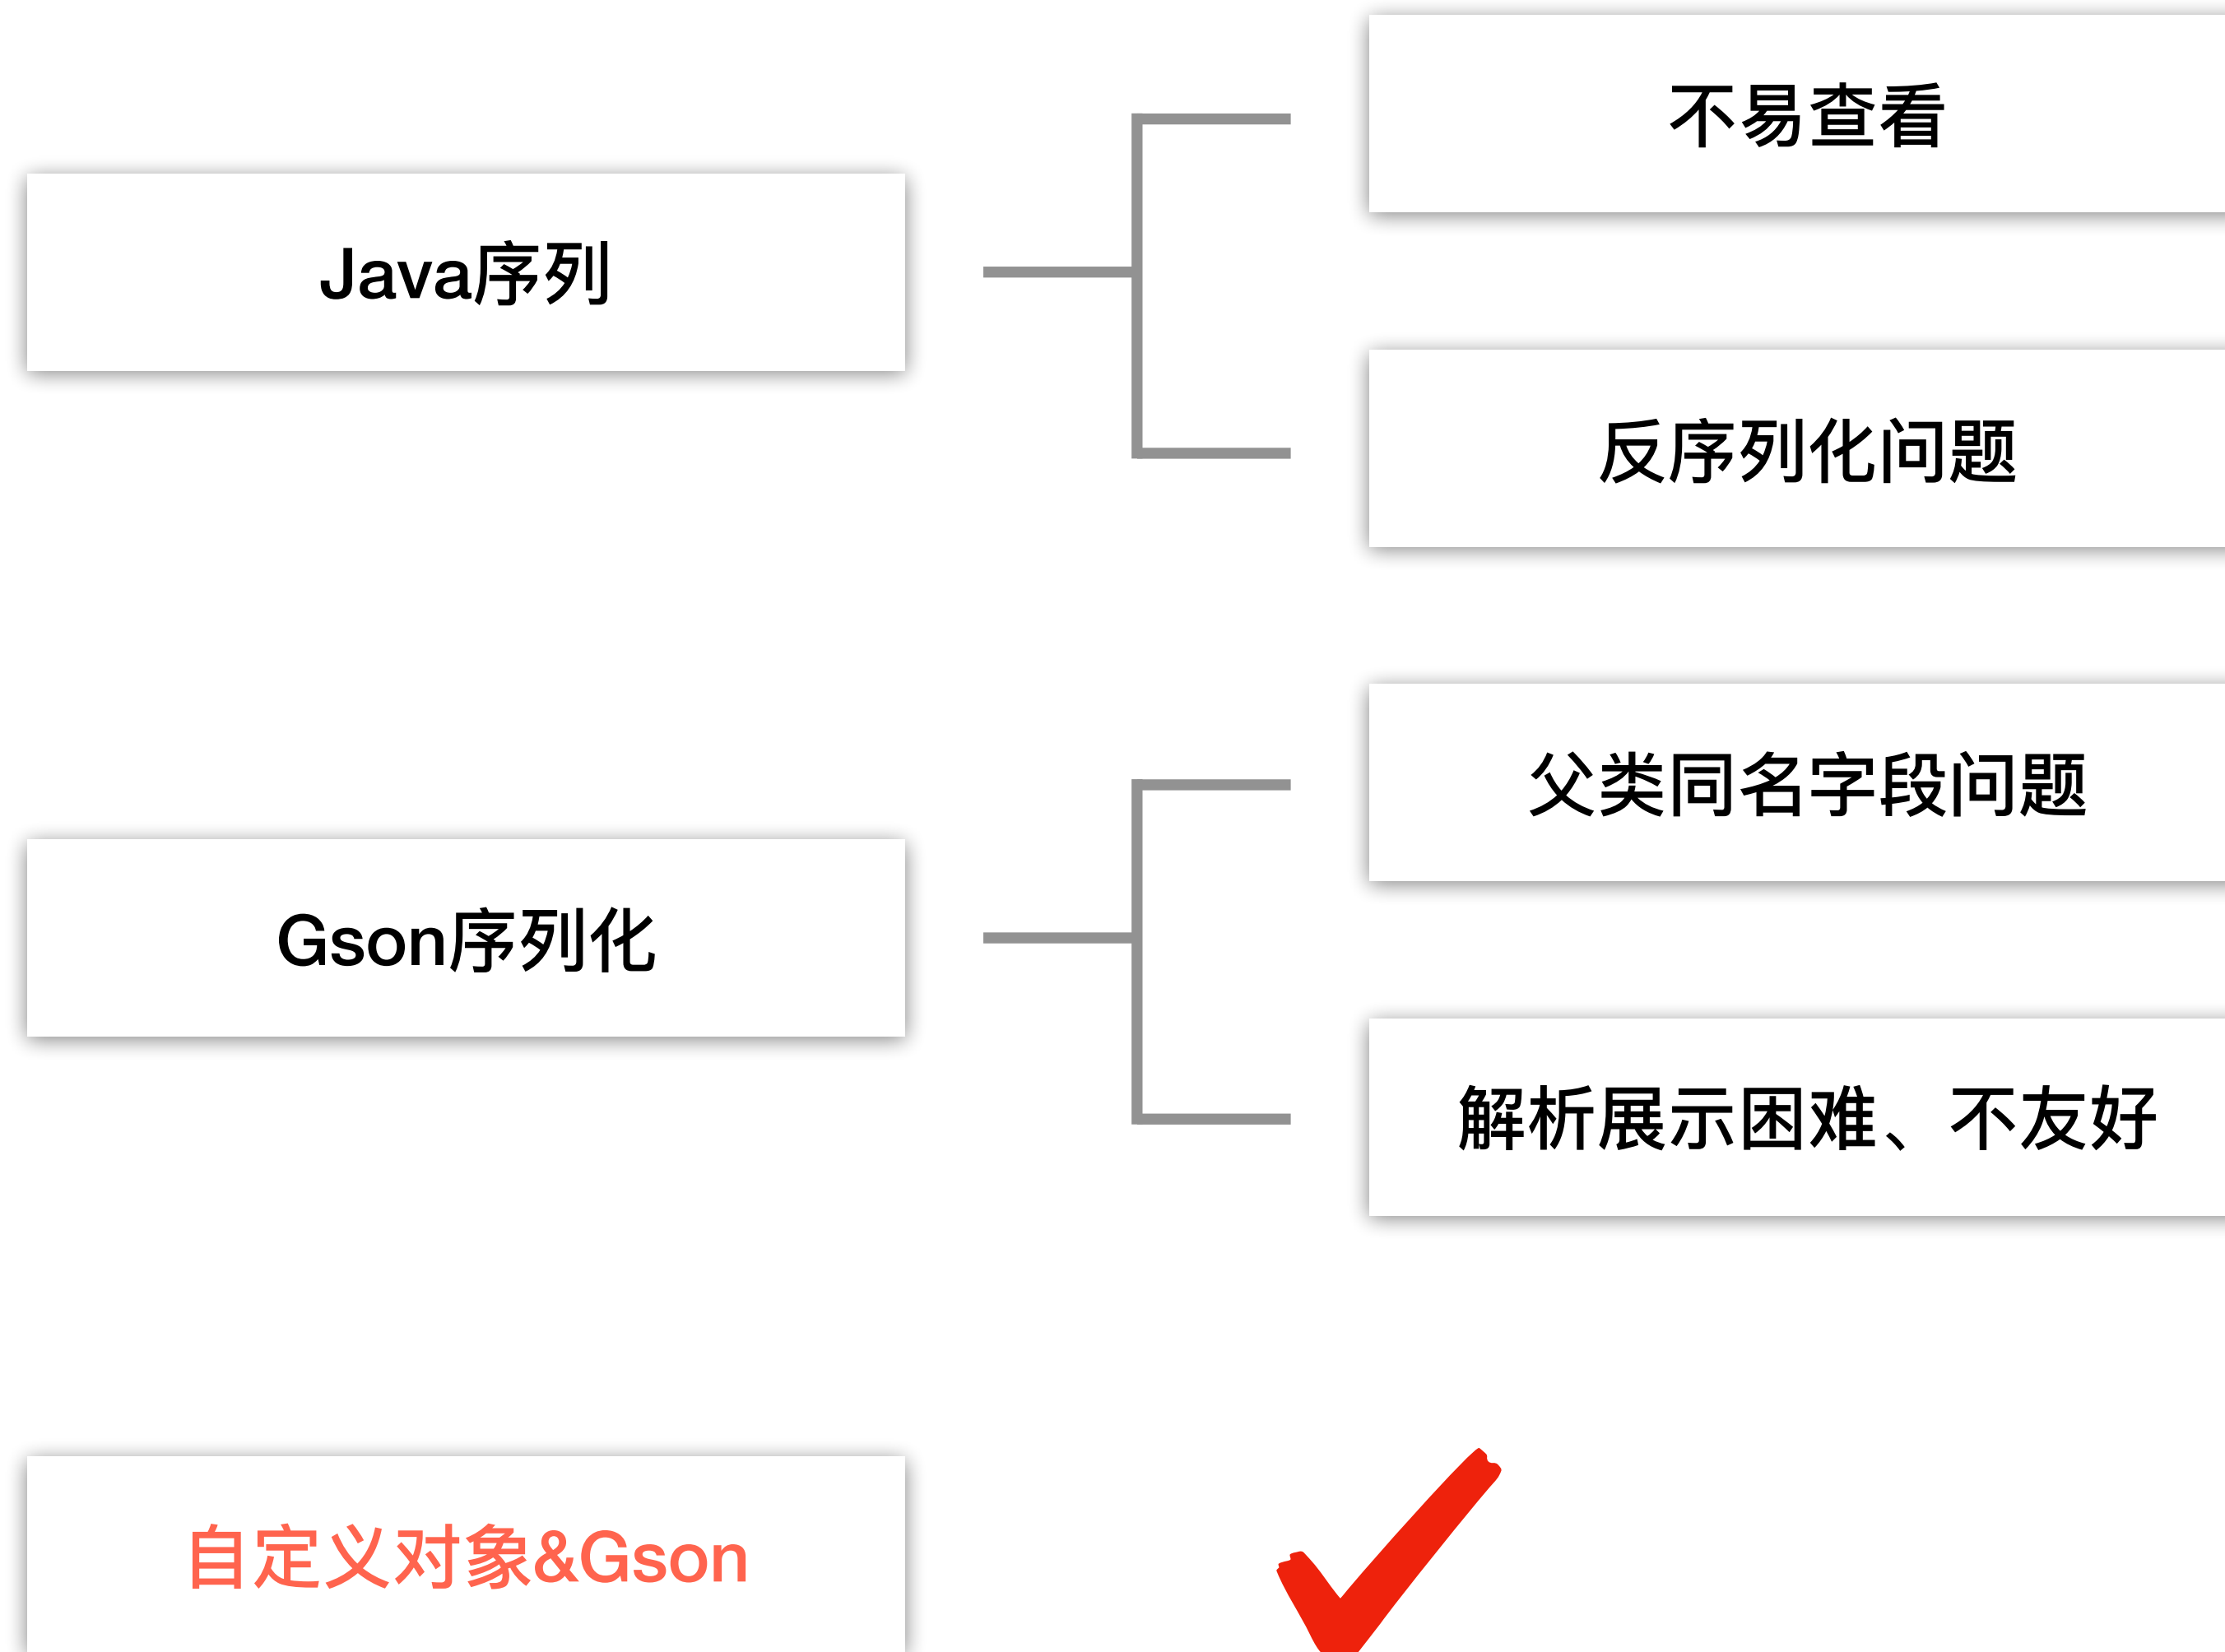 Java序列
不易查看
反序列化问题
Gson序列化
父类同名字段问题
解析展示困难、不友好
自定义对象&Gson